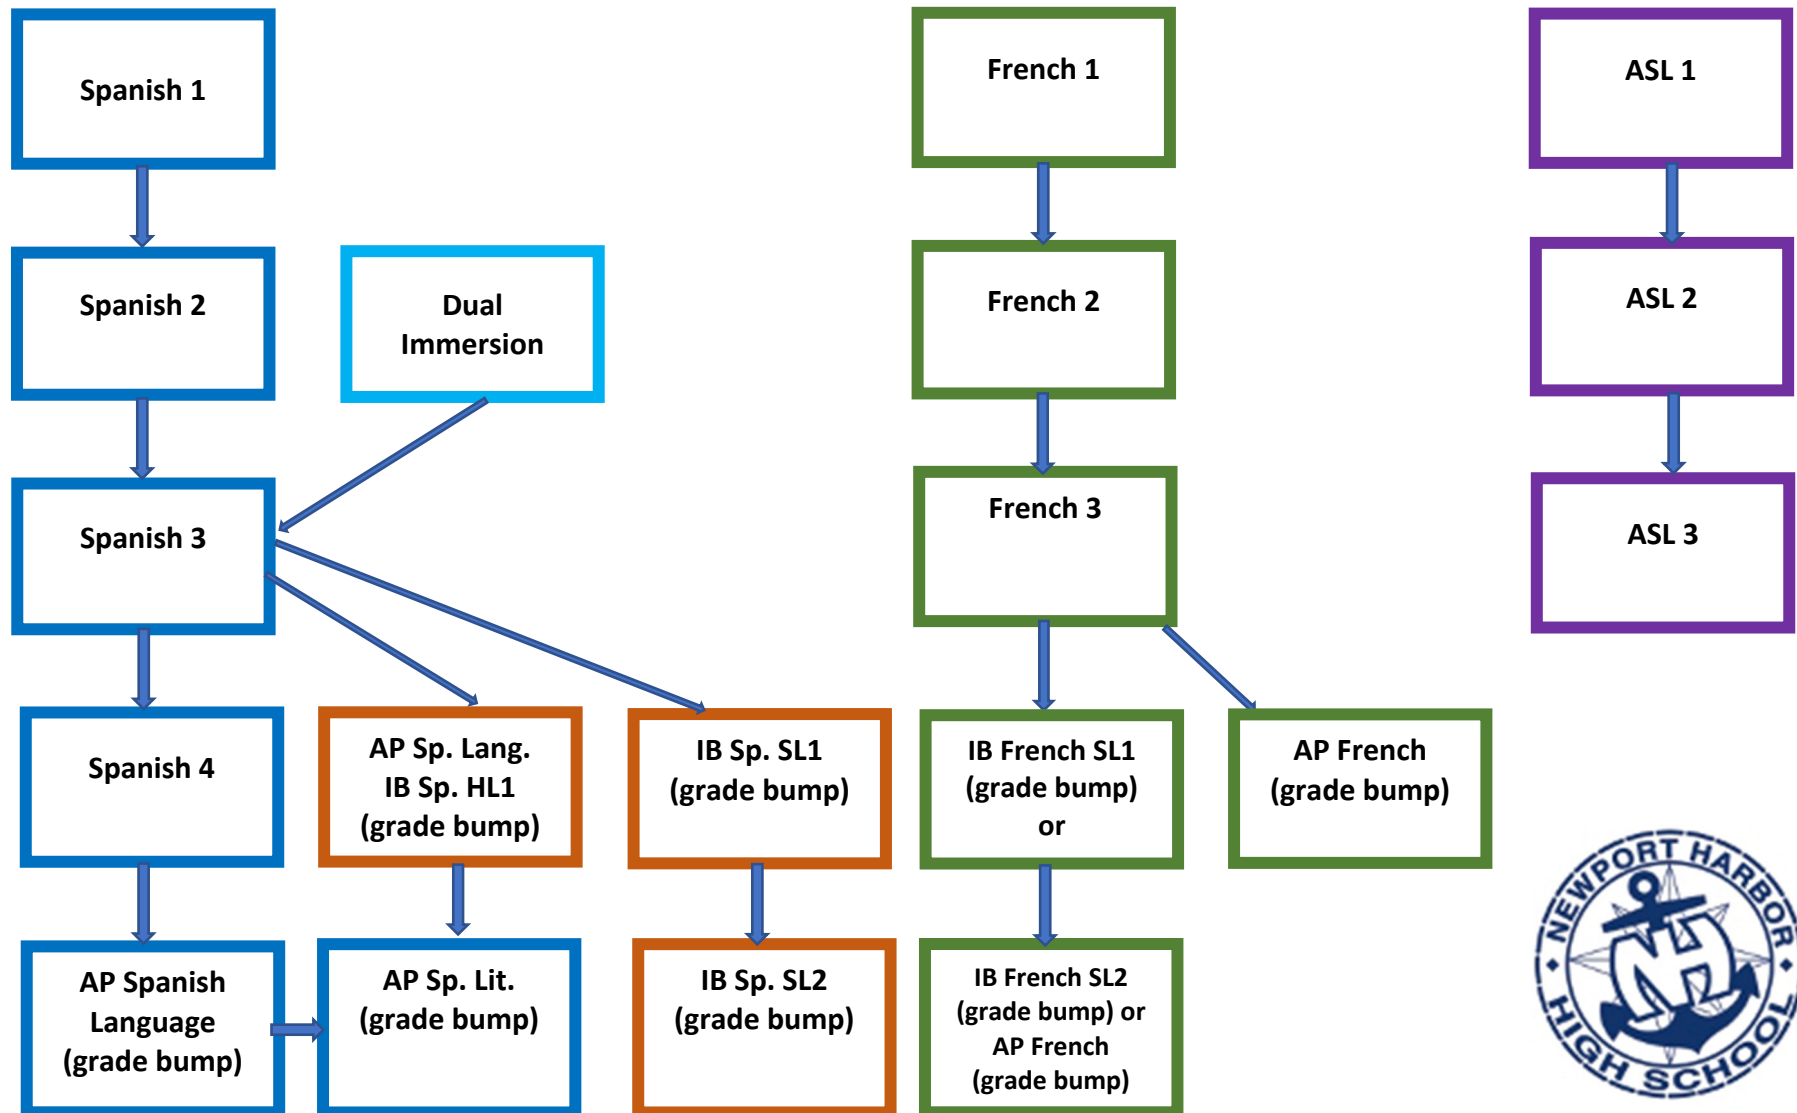 Spanish 1
French 1
ASL 1
Spanish 2
Dual
Immersion
French 2
ASL 2
Spanish 3
French 3
ASL 3
Spanish 4
AP Sp. Lang.
IB Sp. HL1
(grade bump)
IB Sp. SL1
(grade bump)
IB French SL1
(grade bump)
or
AP French
(grade bump)
AP Spanish
Language
(grade bump)
AP Sp. Lit.
(grade bump)
IB Sp. SL2
(grade bump)
IB French SL2
(grade bump) or
AP French
(grade bump)
NEWPORT HARBOR
HIGH SCHOOL
NH